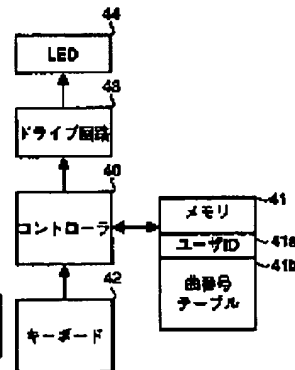 44
LED
43
ドライブ回路
40
コントローラ
41
メモリ
ユーザID
41a
41b
曲番号
テーブル
42
キーボード